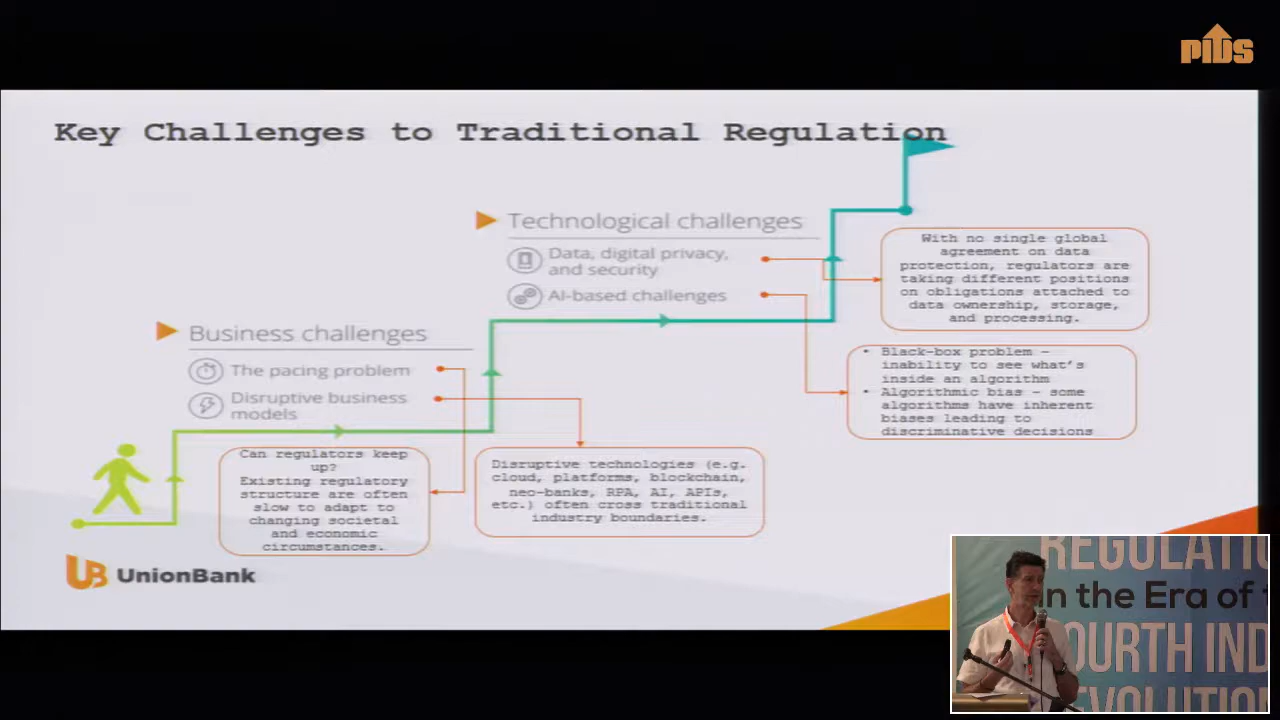 PIDS
Key Challenges to Traditional Regulation
Technological challenges
Data, digital privacy,
and security
AI-based challenges
With no single global
agreement on data
protection, regulators are
taking different positions
on obligations attached to
data ownership, storage,
and processing.
• Black-box problem –
inability to see what's
inside an algorithm
• Algorithmic bias – some
algorithms have inherent
biases leading to
discriminative decisions
Business challenges
The pacing problem
Disruptive business
models
Can regulators keep
up?
Existing regulatory
structure are often
slow to adapt to
changing societal
and economic
circumstances.
Disruptive technologies (e.g.
cloud, platforms, blockchain,
neo-banks, RPA, AI, APIs,
etc.) often cross traditional
industry boundaries.
UB UnionBank
REGULATIO
in the Era of
FOURTH IND
EVOLUTION